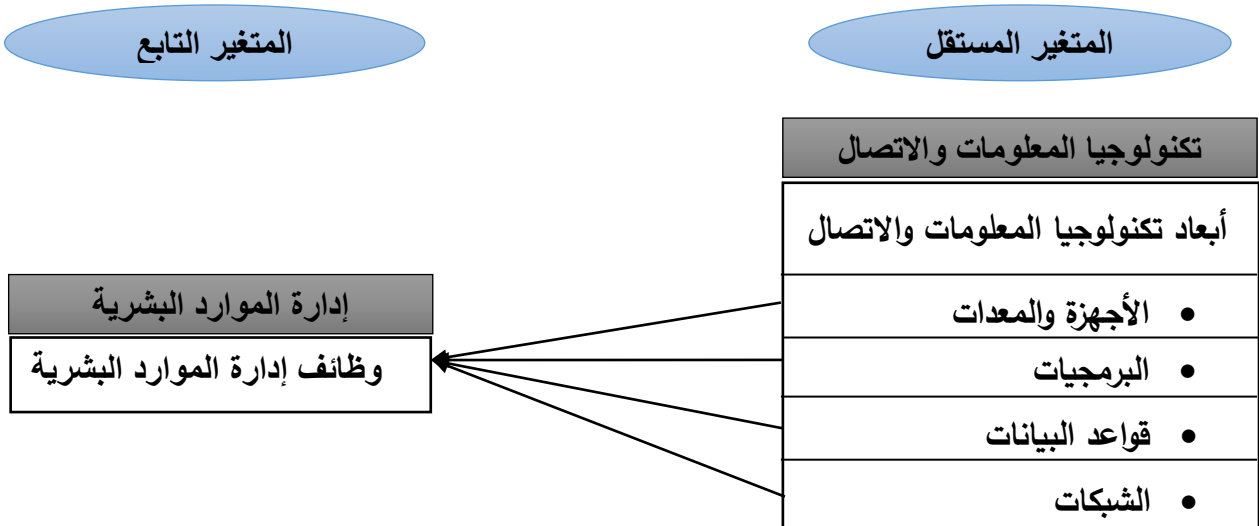 المتغير المستقل
المتغير التابع
تكنولوجيا المعلومات والاتصال
أبعاد تكنولوجيا المعلومات والاتصال
• الأجهزة والمعدات
• البرمجيات
• قواعد البيانات
• الشبكات
إدارة الموارد البشرية
وظائف إدارة الموارد البشرية